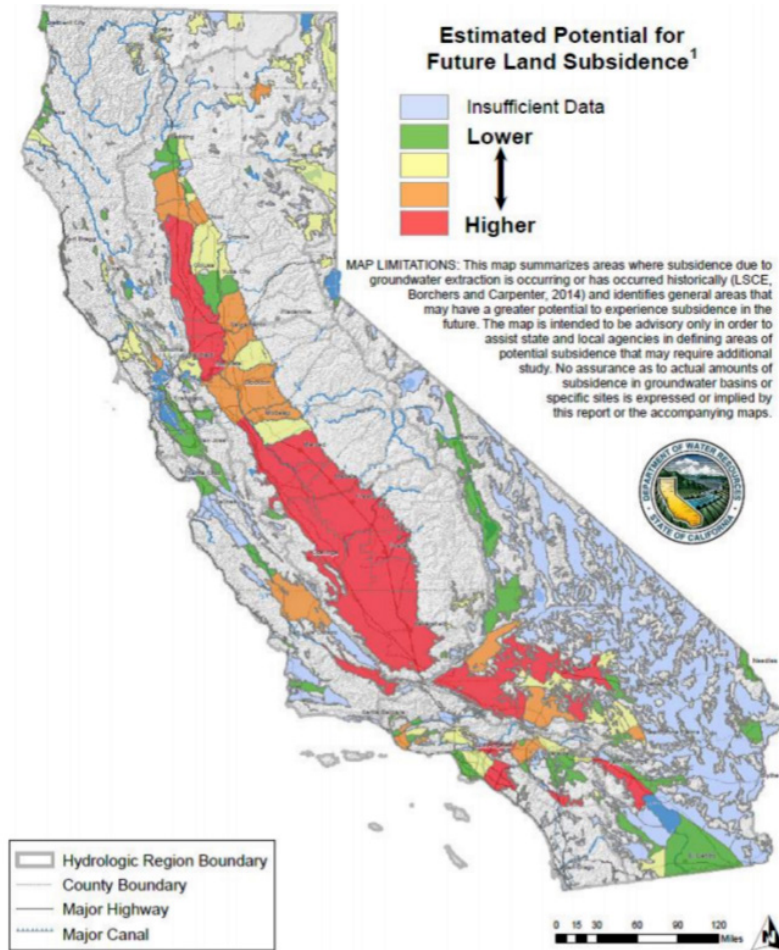 Estimated Potential for
Future Land Subsidence1
Insufficient Data
Lower
Higher
MAP LIMITATIONS: This map summarizes areas where subsidence due to
groundwater extraction is occurring or has occurred historically (LSCE,
Borchers and Carpenter, 2014) and identifies general areas that
may have a greater potential to experience subsidence in the
future. The map is intended to be advisory only in order to
assist state and local agencies in defining areas of
potential subsidence that may require additional
study. No assurance as to actual amounts of
subsidence in groundwater basins or
specific sites is expressed or implied by
this report or the accompanying maps.
DEPARTMENT OF WATER RESOURCES
STATE OF CALIFORNIA
Needles
Hydrologic Region Boundary
County Boundary
Major Highway
Major Canal
0 15 30 60 90 120
Miles